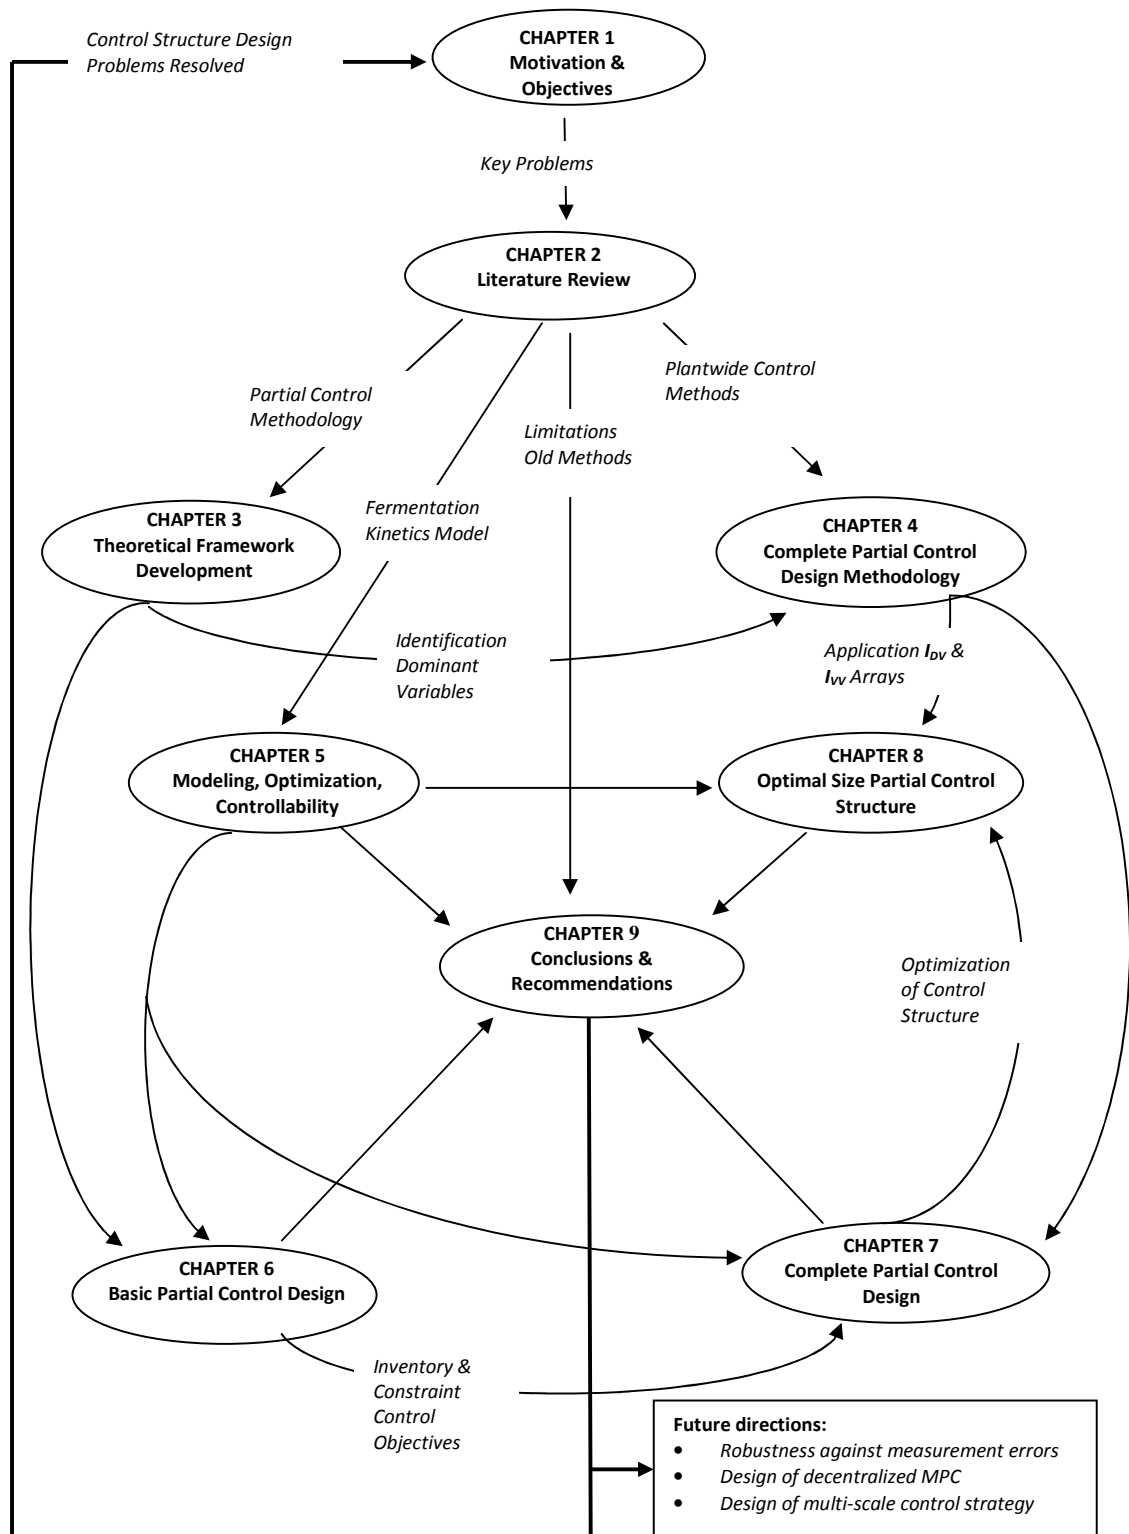 Control Structure Design
Problems Resolved
CHAPTER 1
Motivation &
Objectives
Key Problems
CHAPTER 2
Literature Review
Partial Control
Methodology
Limitations
Old Methods
Plantwide Control
Methods
Fermentation
Kinetics Model
CHAPTER 3
Theoretical Framework
Development
CHAPTER 4
Complete Partial Control
Design Methodology
Identification
Dominant
Variables
Application IDV &
IVV Arrays
CHAPTER 5
Modeling, Optimization,
Controllability
CHAPTER 8
Optimal Size Partial Control
Structure
CHAPTER 9
Conclusions &
Recommendations
Optimization
of Control
Structure
CHAPTER 6
Basic Partial Control Design
CHAPTER 7
Complete Partial Control
Design
Inventory &
Constraint
Control
Objectives
Future directions:
• Robustness against measurement errors
• Design of decentralized MPC
• Design of multi-scale control strategy